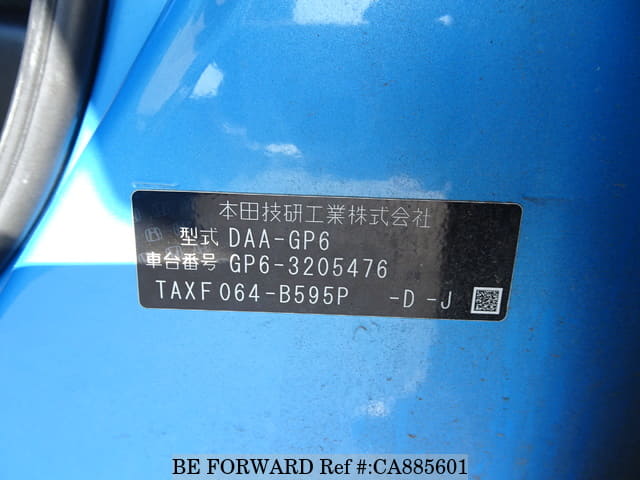 本田技研工業株式会社
型式 DAA-GP6
車台番号 GP6-3205476
TAXF064-B595P -D -J
BE FORWARD Ref #:CA885601